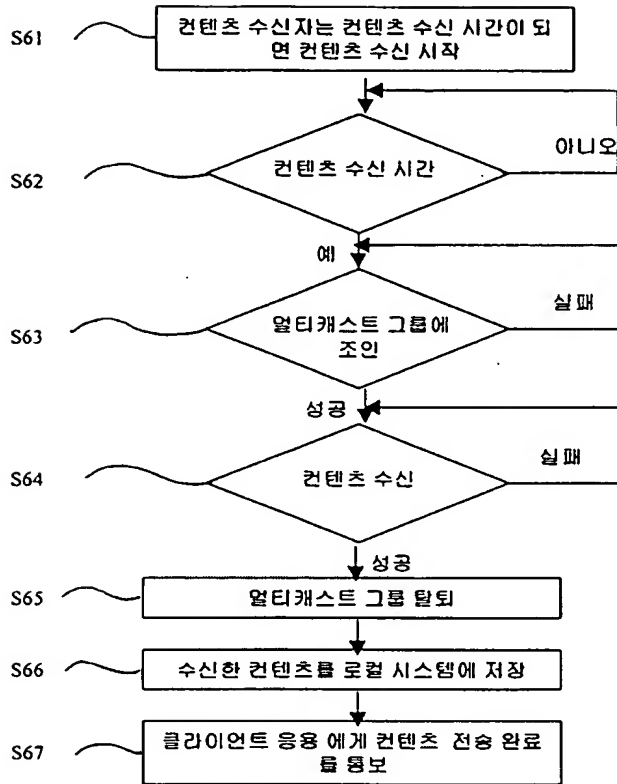 S61
컨텐츠 수신자는 컨텐츠 수신 시간이 되
면 컨텐츠 수신 시작
아니오
S62
컨텐츠 수신 시간
예
실패
S63
멀티캐스트 그룹에
조인
성공
실패
S64
컨텐츠 수신
성공
S65
멀티캐스트 그룹 탈퇴
S66
수신한 컨텐츠를 로컬 시스템에 저장
S67
클라이언트 응용 에게 컨텐츠 전송 완료
를 통보